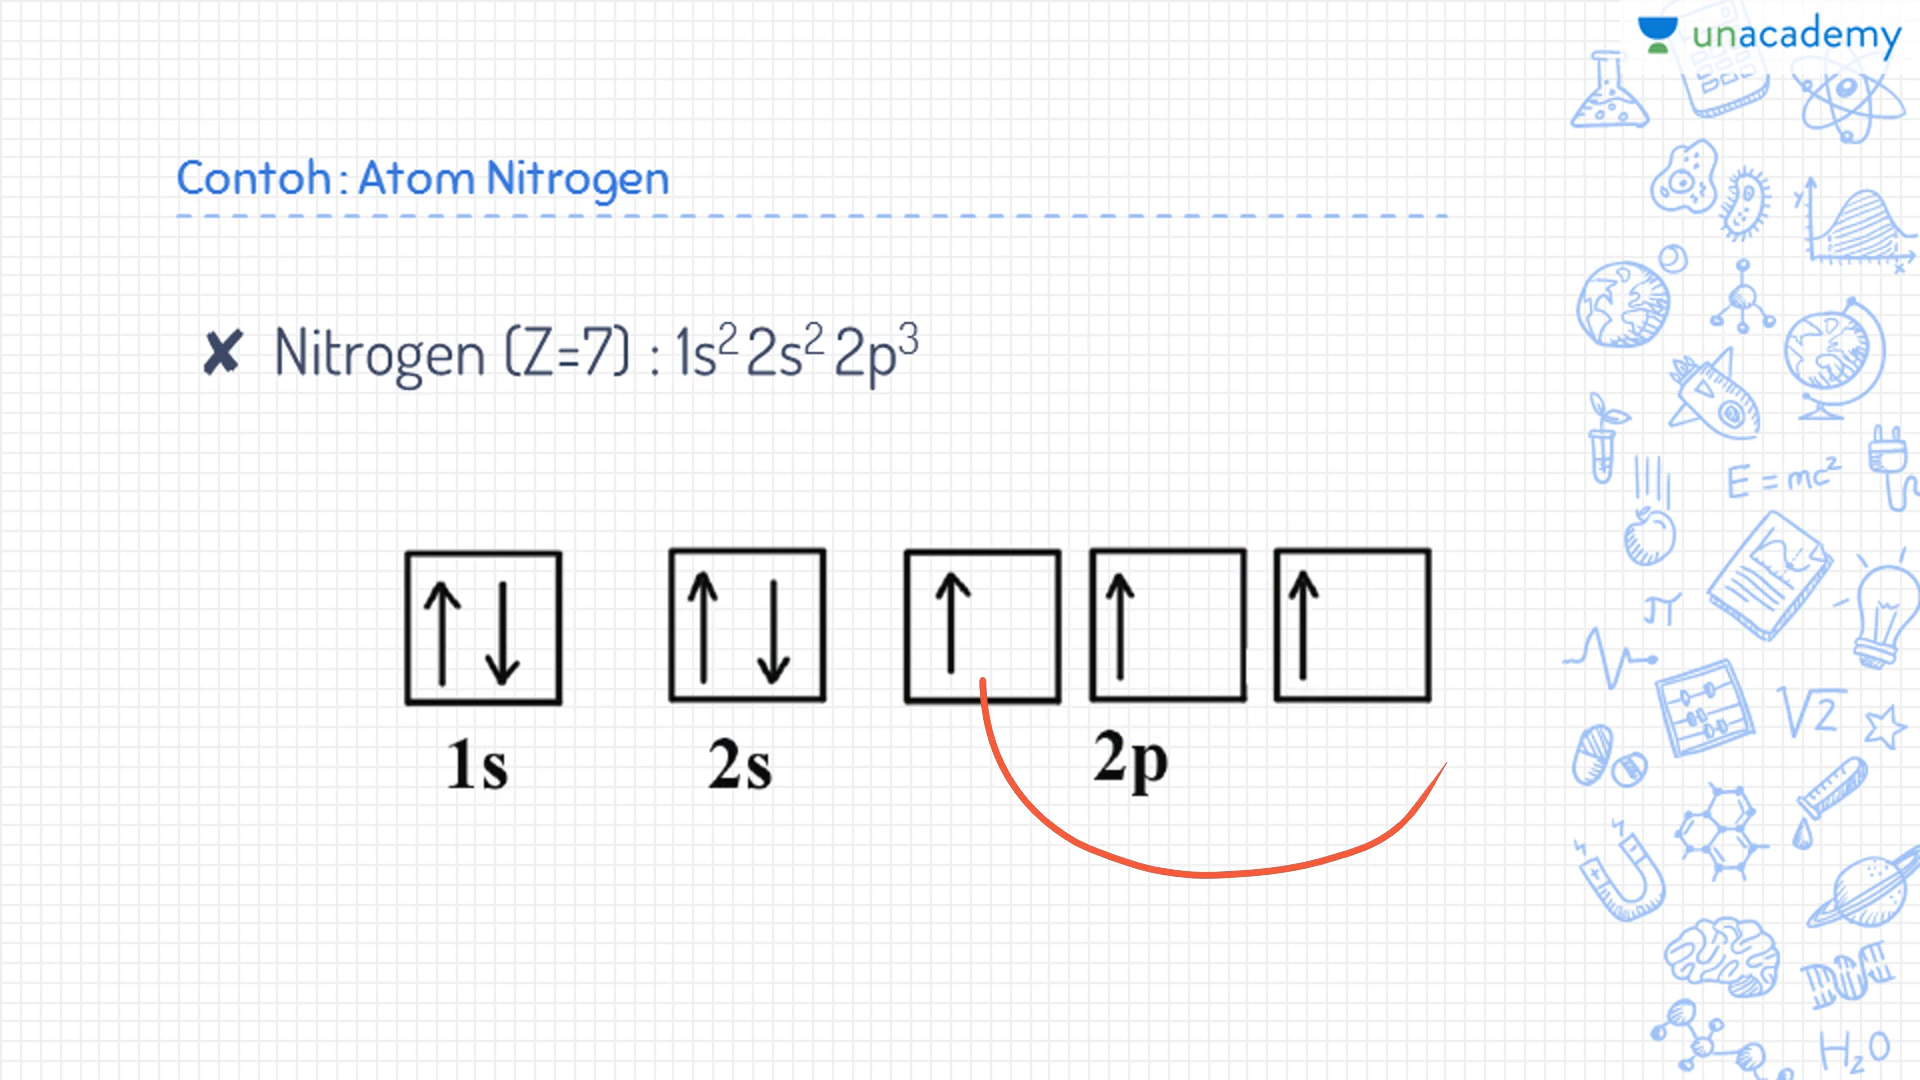 unacademy
Contoh : Atom Nitrogen
✘ Nitrogen (Z=7) : 1s² 2s² 2p³
1s 2s 2p
y
x
E = mc²
π
√2
H₂O